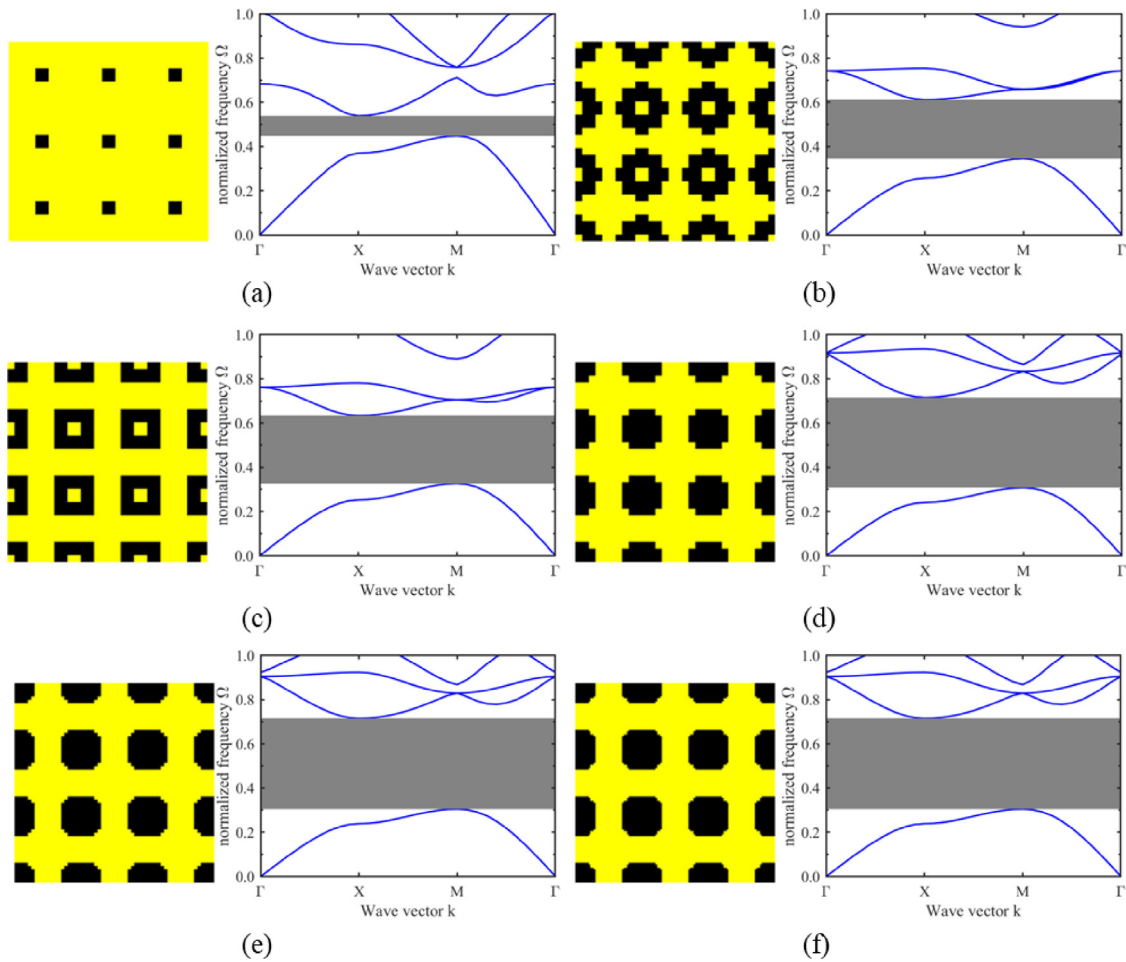 normalized frequency Ω
1.0
0.8
0.6
0.4
0.2
0.0
Γ X M Γ
Wave vector k
(a)
normalized frequency Ω
1.0
0.8
0.6
0.4
0.2
0.0
Γ X M Γ
Wave vector k
(b)
normalized frequency Ω
1.0
0.8
0.6
0.4
0.2
0.0
Γ X M Γ
Wave vector k
(c)
normalized frequency Ω
1.0
0.8
0.6
0.4
0.2
0.0
Γ X M Γ
Wave vector k
(d)
normalized frequency Ω
1.0
0.8
0.6
0.4
0.2
0.0
Γ X M Γ
Wave vector k
(e)
normalized frequency Ω
1.0
0.8
0.6
0.4
0.2
0.0
Γ X M Γ
Wave vector k
(f)